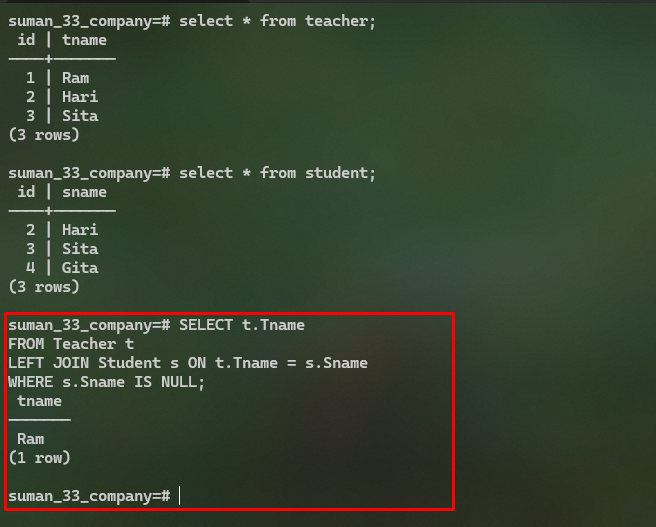 suman_33_company=# select * from teacher;
 id | tname
----+-------
  1 | Ram
  2 | Hari
  3 | Sita
(3 rows)

suman_33_company=# select * from student;
 id | sname
----+-------
  2 | Hari
  3 | Sita
  4 | Gita
(3 rows)

suman_33_company=# SELECT t.Tname
FROM Teacher t
LEFT JOIN Student s ON t.Tname = s.Sname
WHERE s.Sname IS NULL;
 tname
-------
 Ram
(1 row)

suman_33_company=#